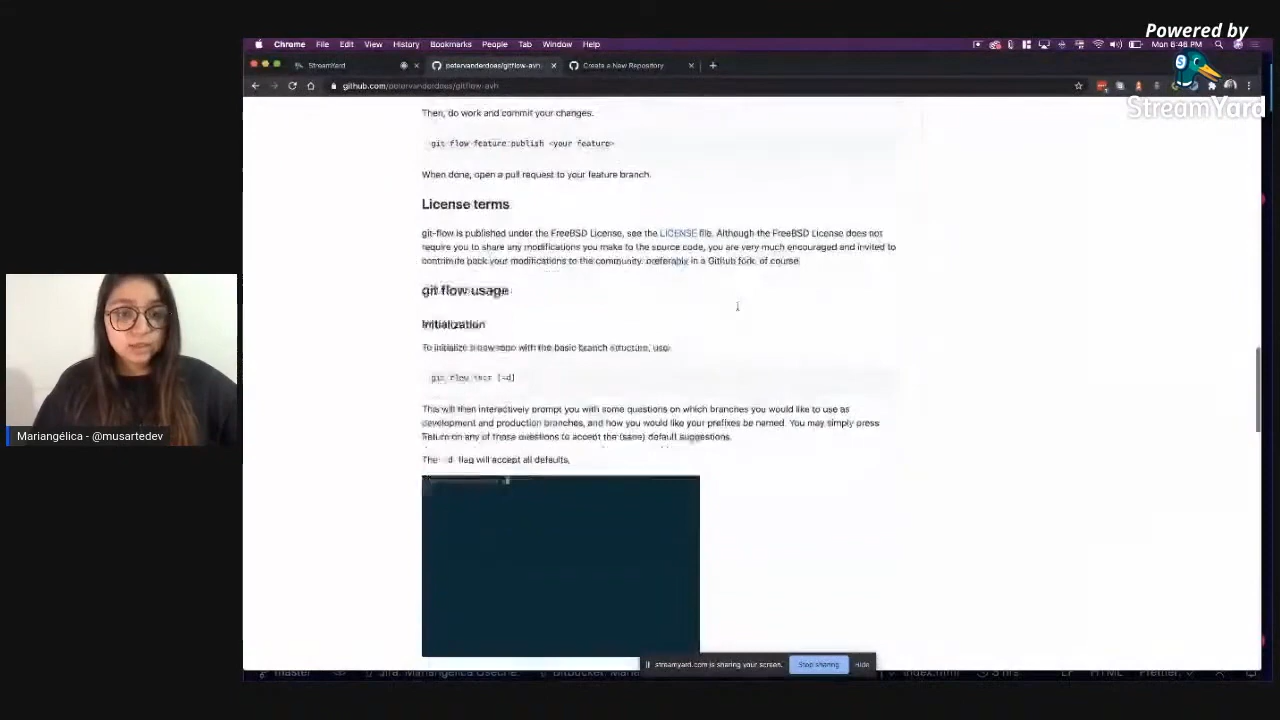 Powered by
StreamYard
Chrome File Edit View History Bookmarks People Tab Window Help
Mon 6:46 PM
StreamYard
petervanderdoes/gitflow-avh
Create a New Repository
github.com/petervanderdoes/gitflow-avh
Then, do work and commit your changes.
git flow feature publish <your feature>
When done, open a pull request to your feature branch.
License terms
git-flow is published under the FreeBSD License, see the LICENSE file. Although the FreeBSD License does not
require you to share any modifications you make to the source code, you are very much encouraged and invited to
contribute back your modifications to the community, preferably in a GitHub fork, of course.
git flow usage
Initialization
To initialize a new repo with the basic branch structure, use:
git flow init [-d]
This will then interactively prompt you with some questions on which branches you would like to use as
development and production branches, and how you would like your prefixes be named. You may simply press
Return on any of those questions to accept the (sane) default suggestions.
The -d flag will accept all defaults.
Mariangélica - @musartedev
streamyard.com is sharing your screen.
Stop sharing
Hide
master
index.html
3 hrs
LF
HTML
Prettier